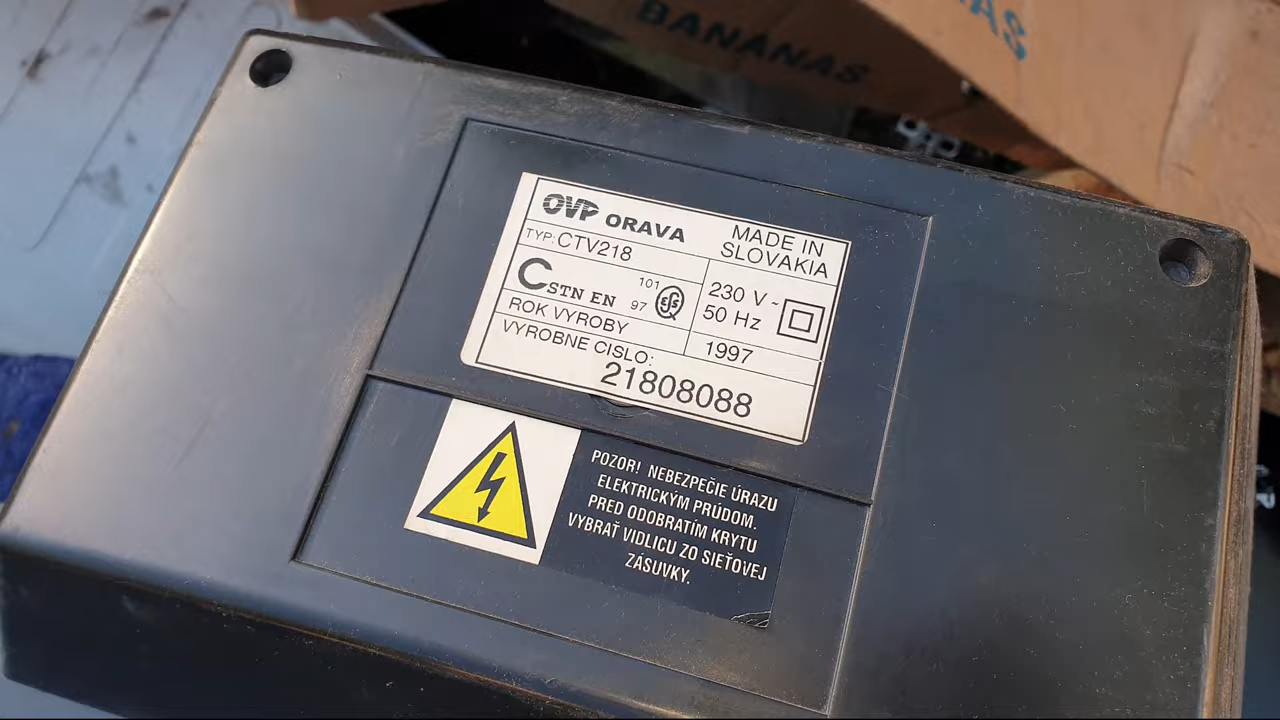 BANANAS
NAS
OVP ORAVA
MADE IN
SLOVAKIA
TYP: CTV218
C STN EN
101
97
230 V ~
50 Hz
ROK VYROBY
1997
VYROBNE CISLO:
21808088
POZOR! NEBEZPEČIE ÚRAZU
ELEKTRICKÝM PRÚDOM.
PRED ODOBRATÍM KRYTU
VYBRAŤ VIDLICU ZO SIEŤOVEJ
ZÁSUVKY.